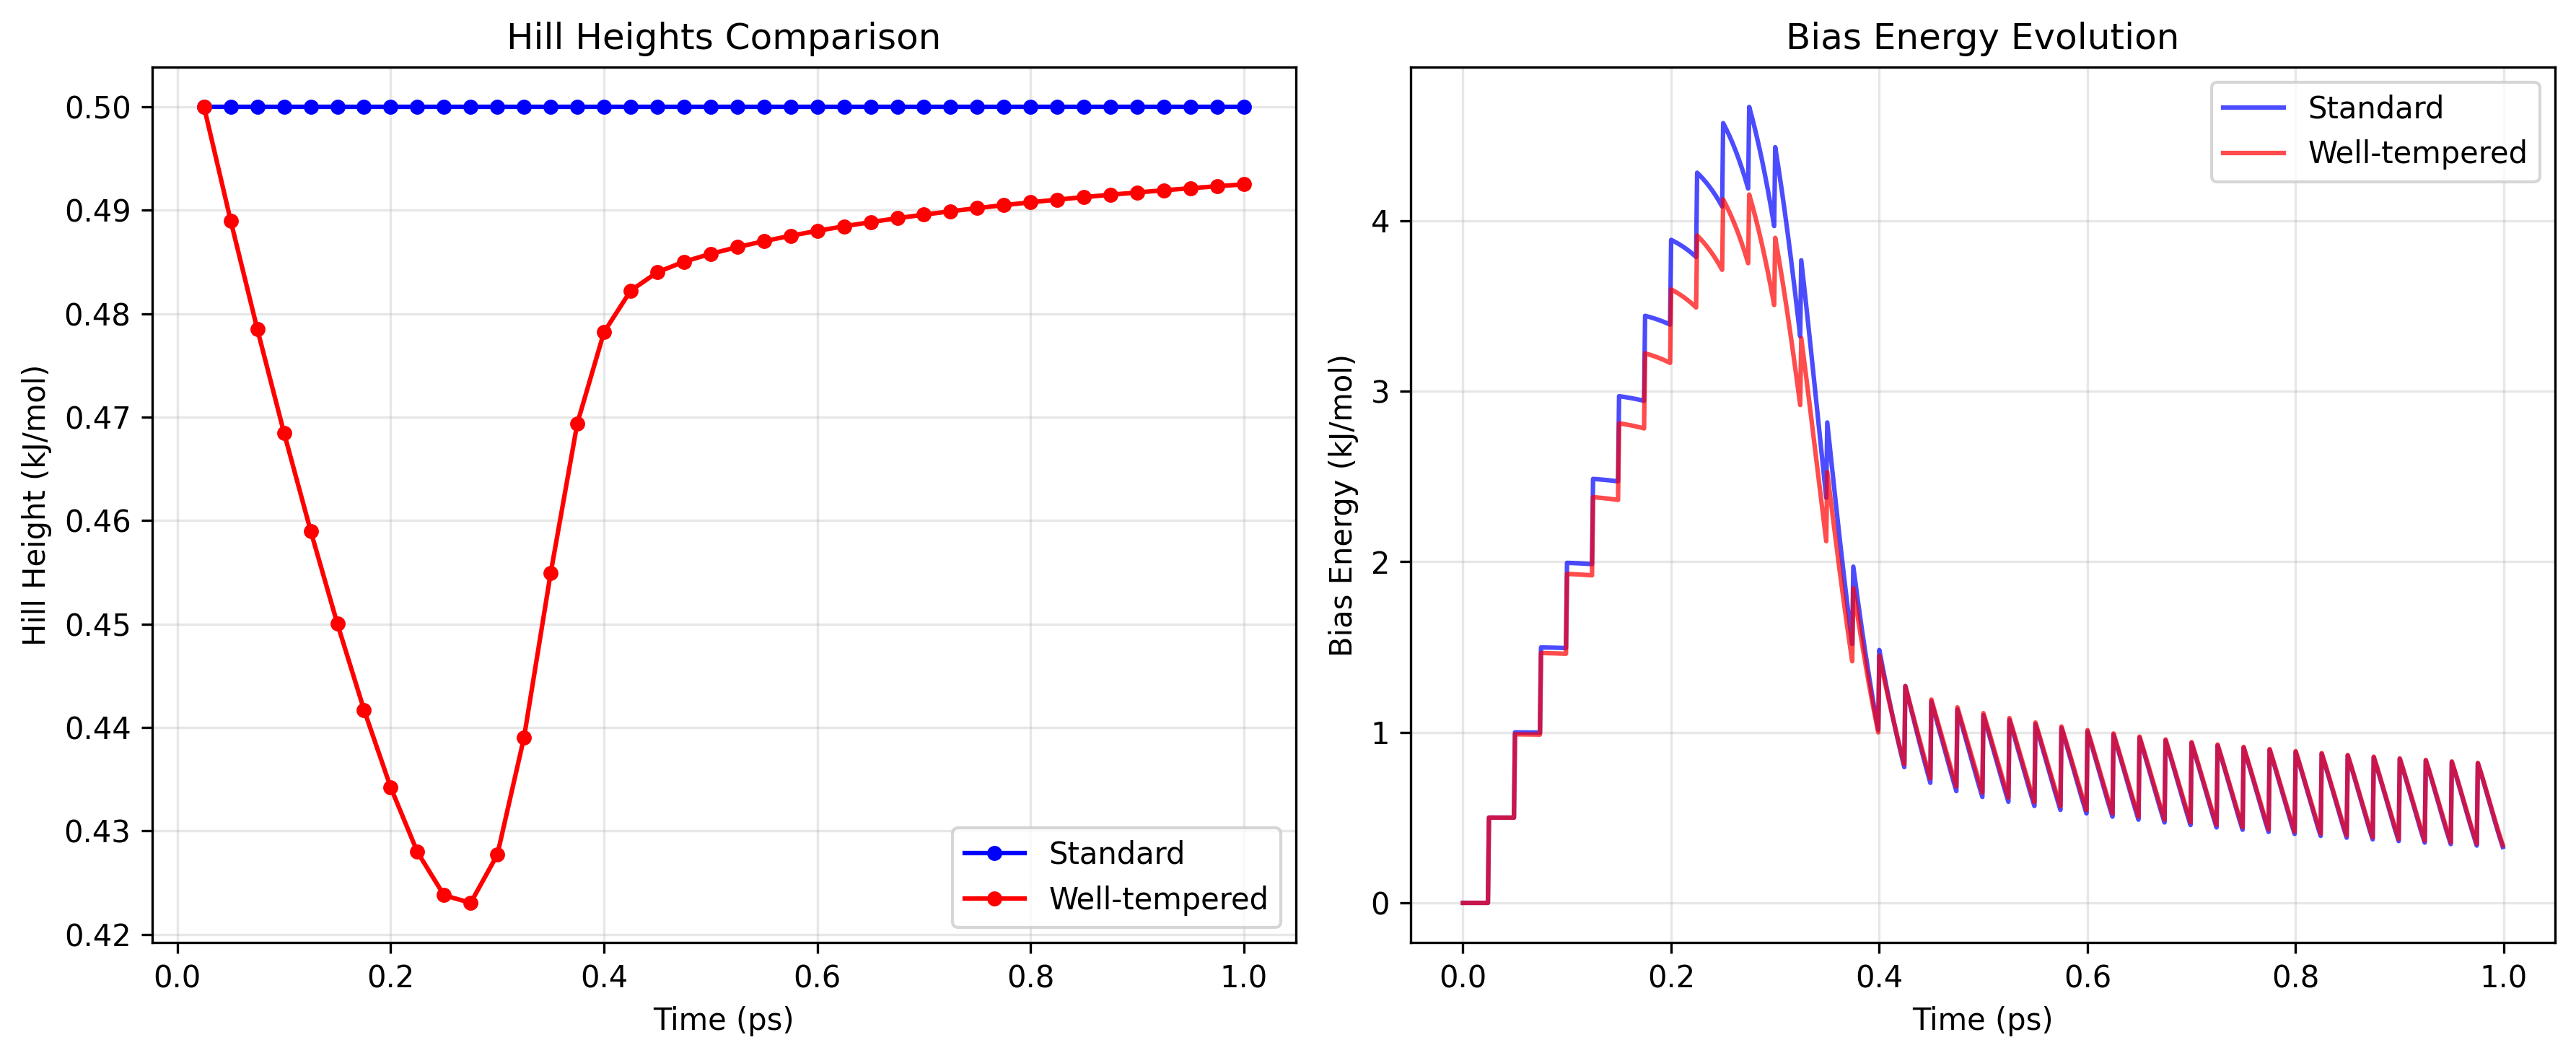 Hill Heights Comparison
Hill Height (kJ/mol)
0.50
0.49
0.48
0.47
0.46
0.45
0.44
0.43
0.42
Standard
Well-tempered
0.0 0.2 0.4 0.6 0.8 1.0
Time (ps)
Bias Energy Evolution
Bias Energy (kJ/mol)
4
3
2
1
0
Standard
Well-tempered
0.0 0.2 0.4 0.6 0.8 1.0
Time (ps)